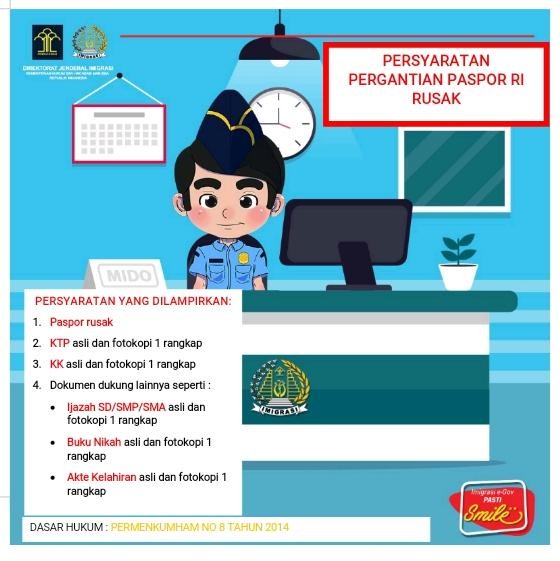 DIREKTORAT JENDERAL IMIGRASI
REPUBLIK INDONESIA
PERSYARATAN
PERGANTIAN PASPOR RI
RUSAK
MIDO
PERSYARATAN YANG DILAMPIRKAN:
1. Paspor rusak
2. KTP asli dan fotokopi 1 rangkap
3. KK asli dan fotokopi 1 rangkap
4. Dokumen dukung lainnya seperti :
• Ijazah SD/SMP/SMA asli dan
fotokopi 1 rangkap
• Buku Nikah asli dan fotokopi 1
rangkap
• Akte Kelahiran asli dan fotokopi 1
rangkap
IMIGRASI
Imigrasi e-Gov
PASTI
Smile
DASAR HUKUM : PERMENKUMHAM NO 8 TAHUN 2014